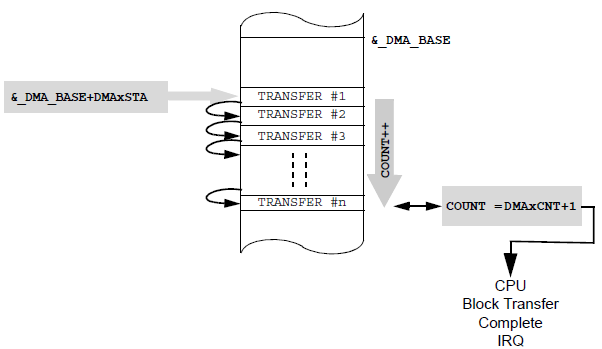 &_DMA_BASE
&_DMA_BASE+DMAxSTA
TRANSFER #1
TRANSFER #2
TRANSFER #3
TRANSFER #n
COUNT++
COUNT =DMAxCNT+1
CPU
Block Transfer
Complete
IRQ